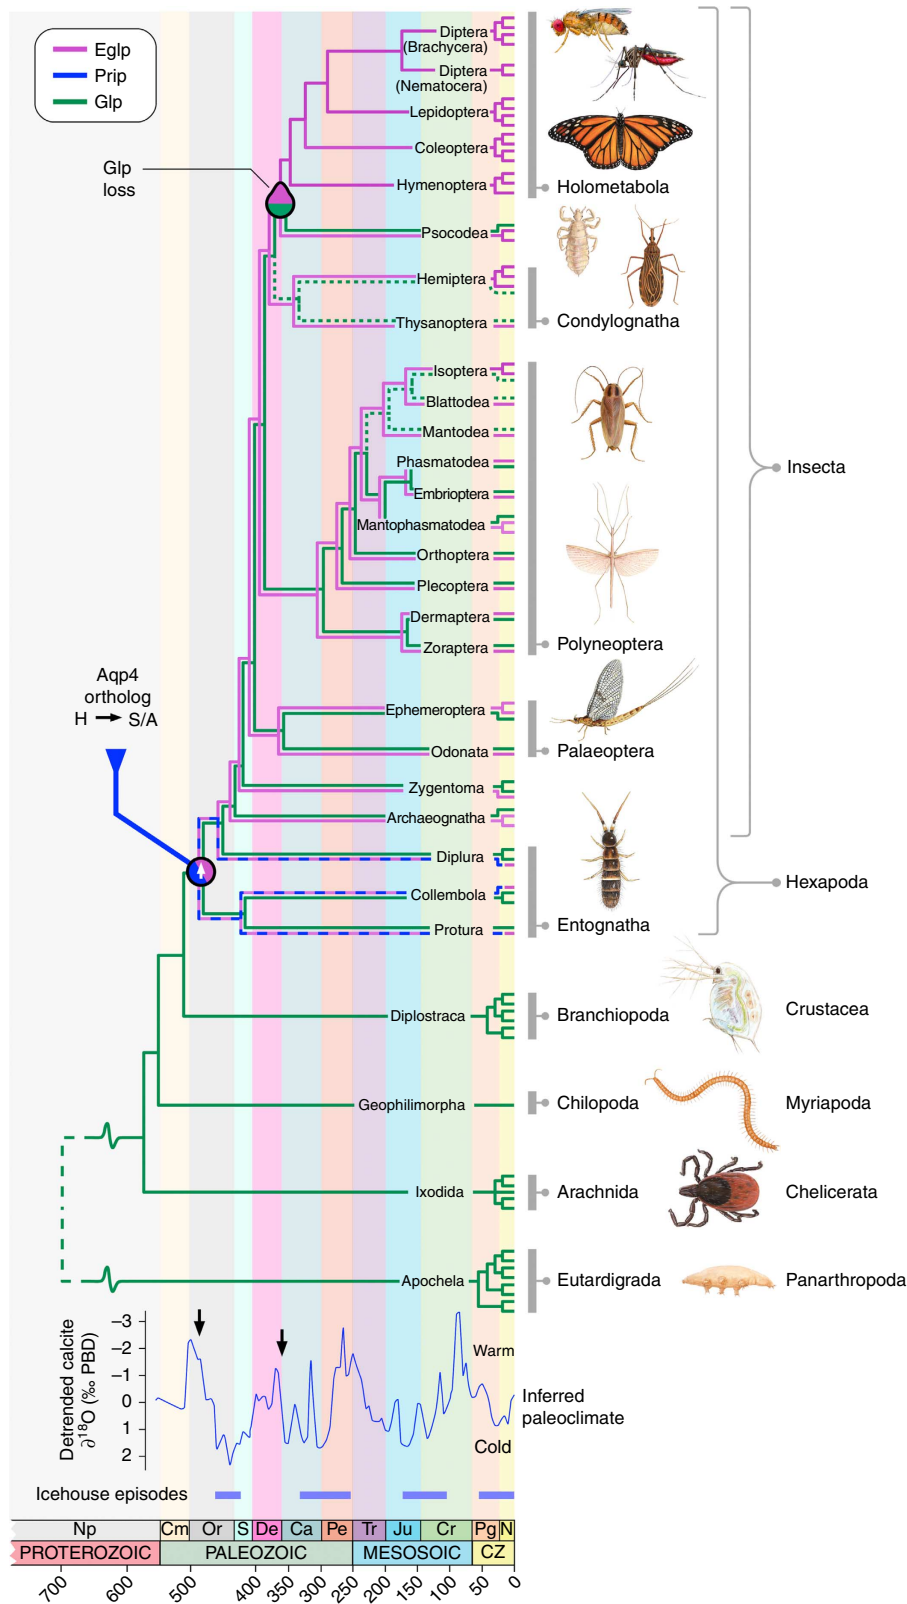 Eglp
Prip
Glp
Diptera
(Brachycera)
Diptera
(Nematocera)
Lepidoptera
Coleoptera
Hymenoptera
Holometabola
Glp
loss
Psocodea
Hemiptera
Thysanoptera
Condylognatha
Isoptera
Blattodea
Mantodea
Phasmatodea
Embrioptera
Mantophasmatodea
Orthoptera
Plecoptera
Dermaptera
Zoraptera
Polyneoptera
Insecta
Aqp4
ortholog
H → S/A
Ephemeroptera
Odonata
Palaeoptera
Zygentoma
Archaeognatha
Diplura
Collembola
Protura
Entognatha
Hexapoda
Diplostraca
Branchiopoda
Crustacea
Geophilimorpha
Chilopoda
Myriapoda
Ixodida
Arachnida
Chelicerata
Apochela
Eutardigrada
Panarthropoda
Detrended calcite
∂18O (‰ PBD)
–3
–2
–1
0
1
2
Warm
Cold
Inferred
paleoclimate
Icehouse episodes
Np Cm Or S De Ca Pe Tr Ju Cr Pg N
PROTEROZOIC PALEOZOIC MESOSOIC CZ
700 600 500 400 350 300 250 200 150 100 50 0